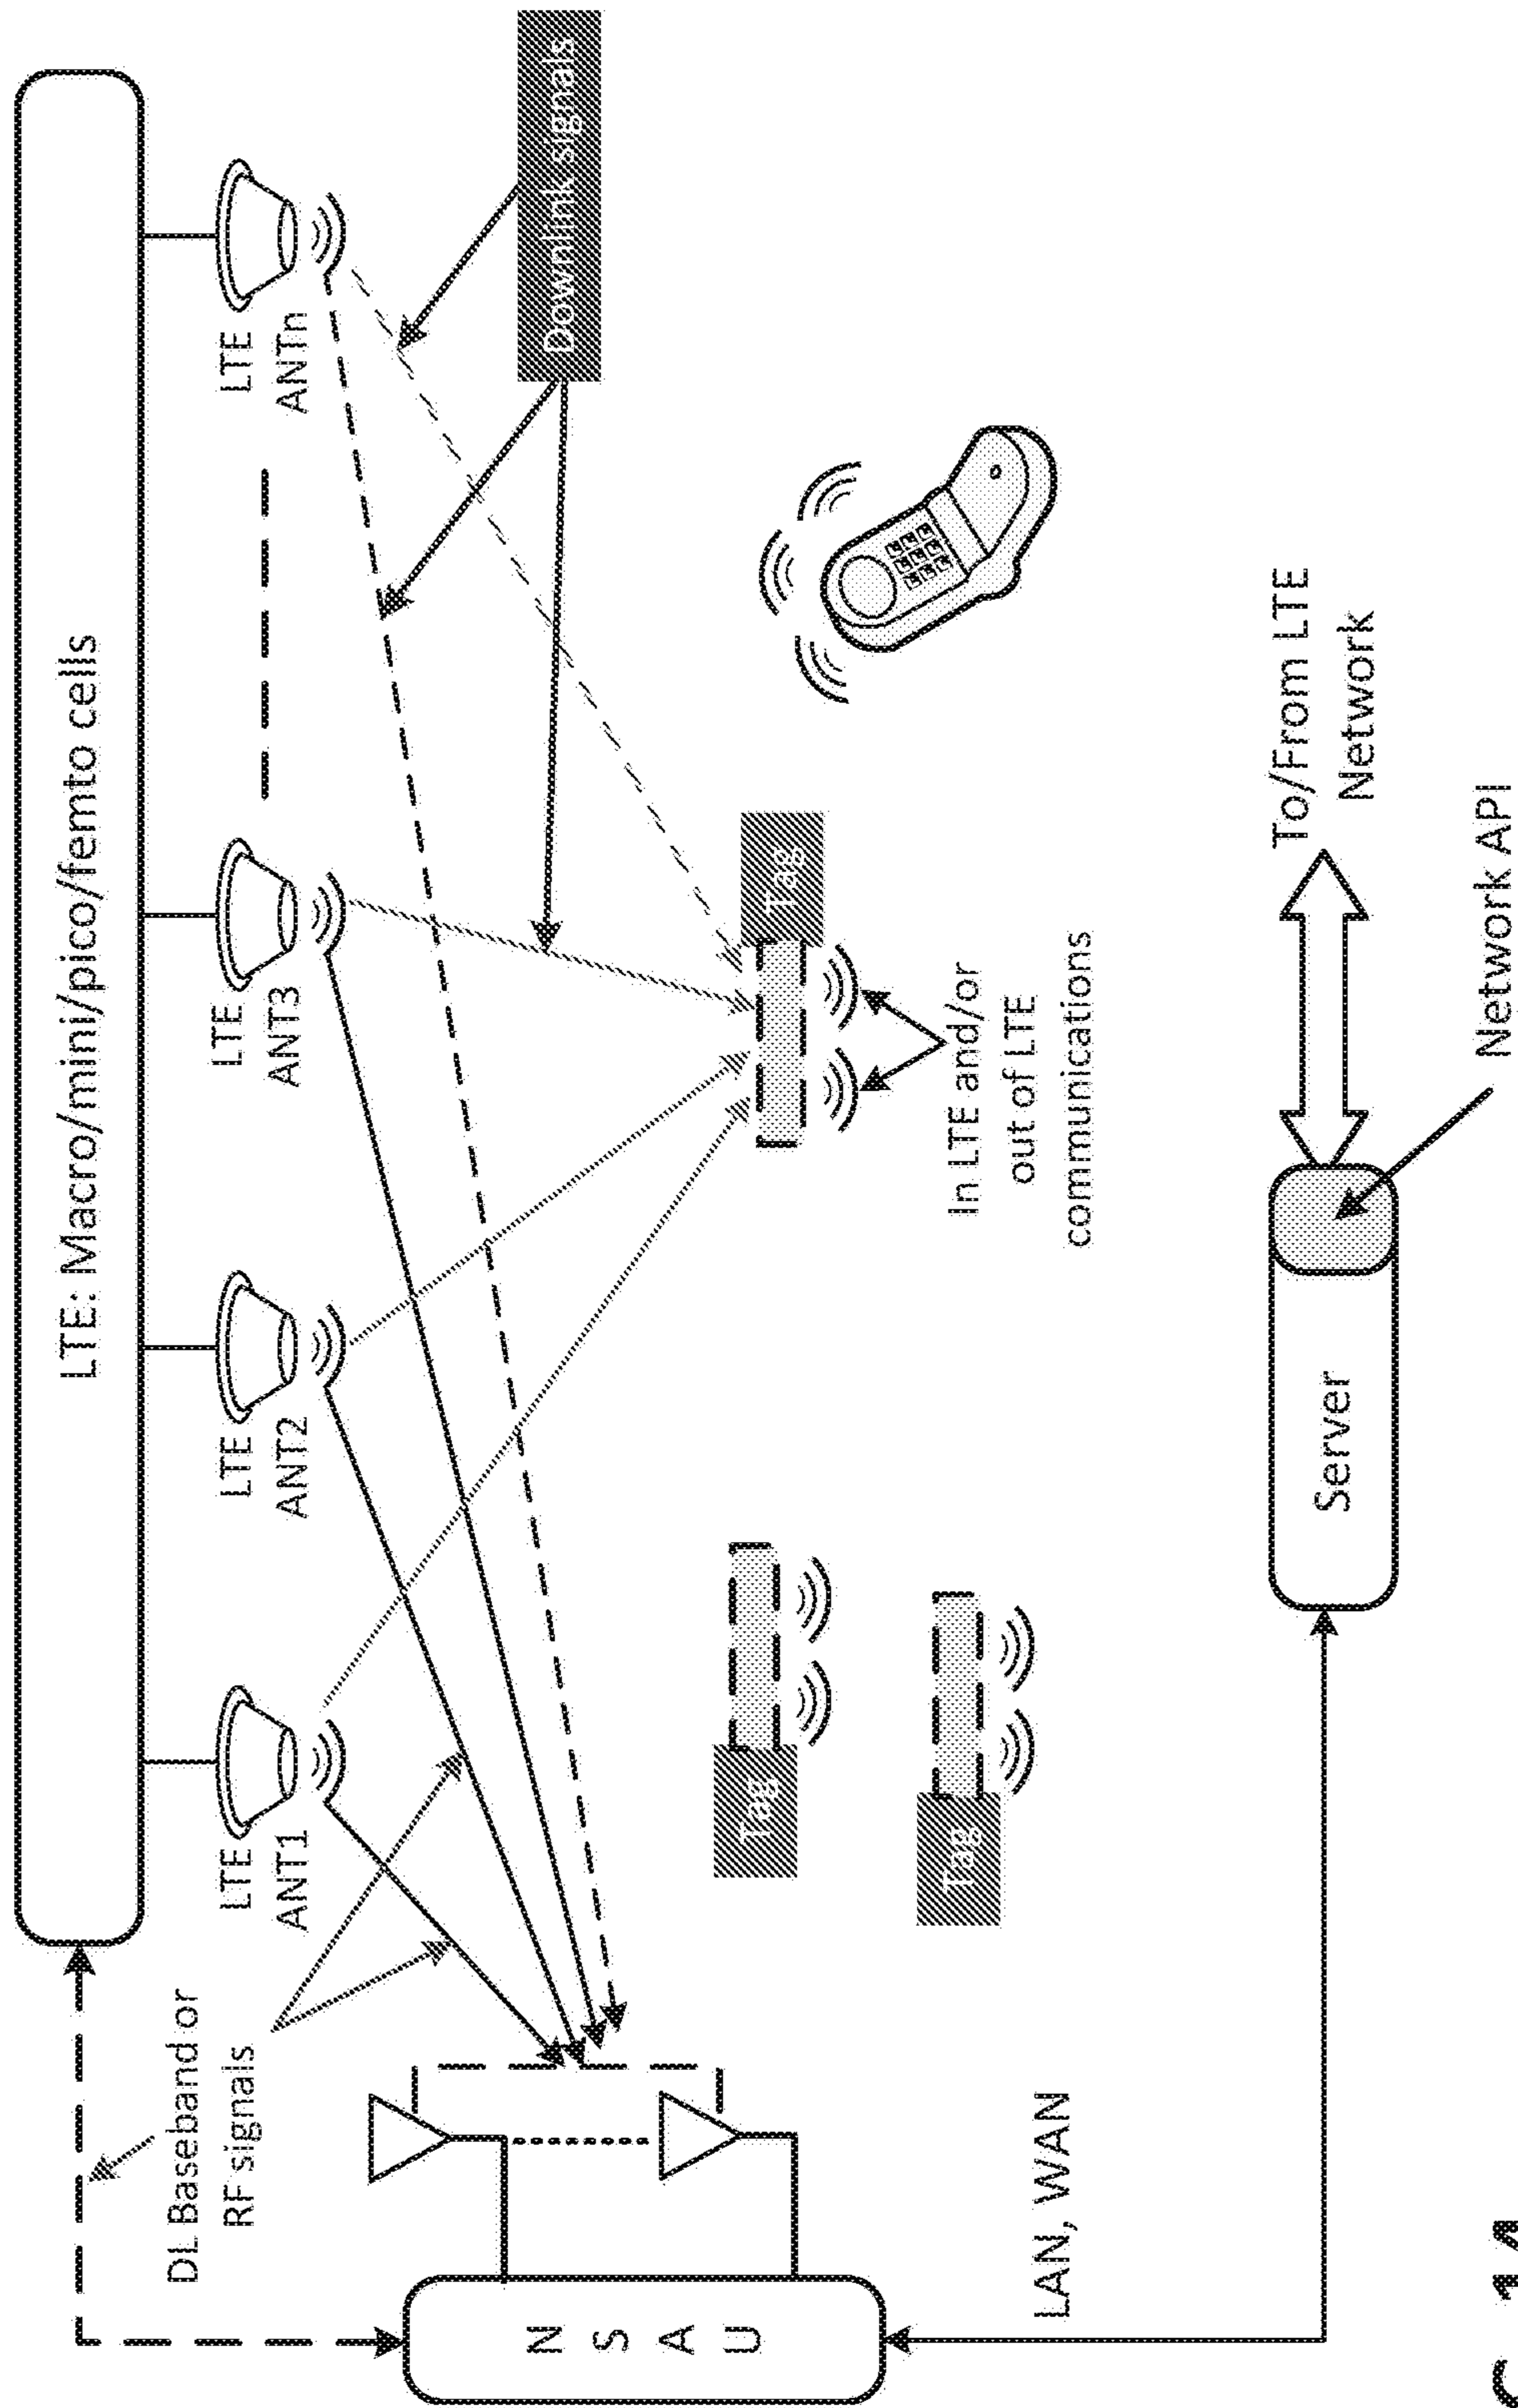 LTE: Macro/mini/pico/femto cells
DL Baseband or
RF signals
LTE
ANT1
LTE
ANT2
LTE
ANT3
LTE
ANTn
Downlink signals
N
S
A
U
Tag
Tag
Tag
In LTE and/or
out of LTE
communications
LAN, WAN
Server
To/From LTE
Network
Network API